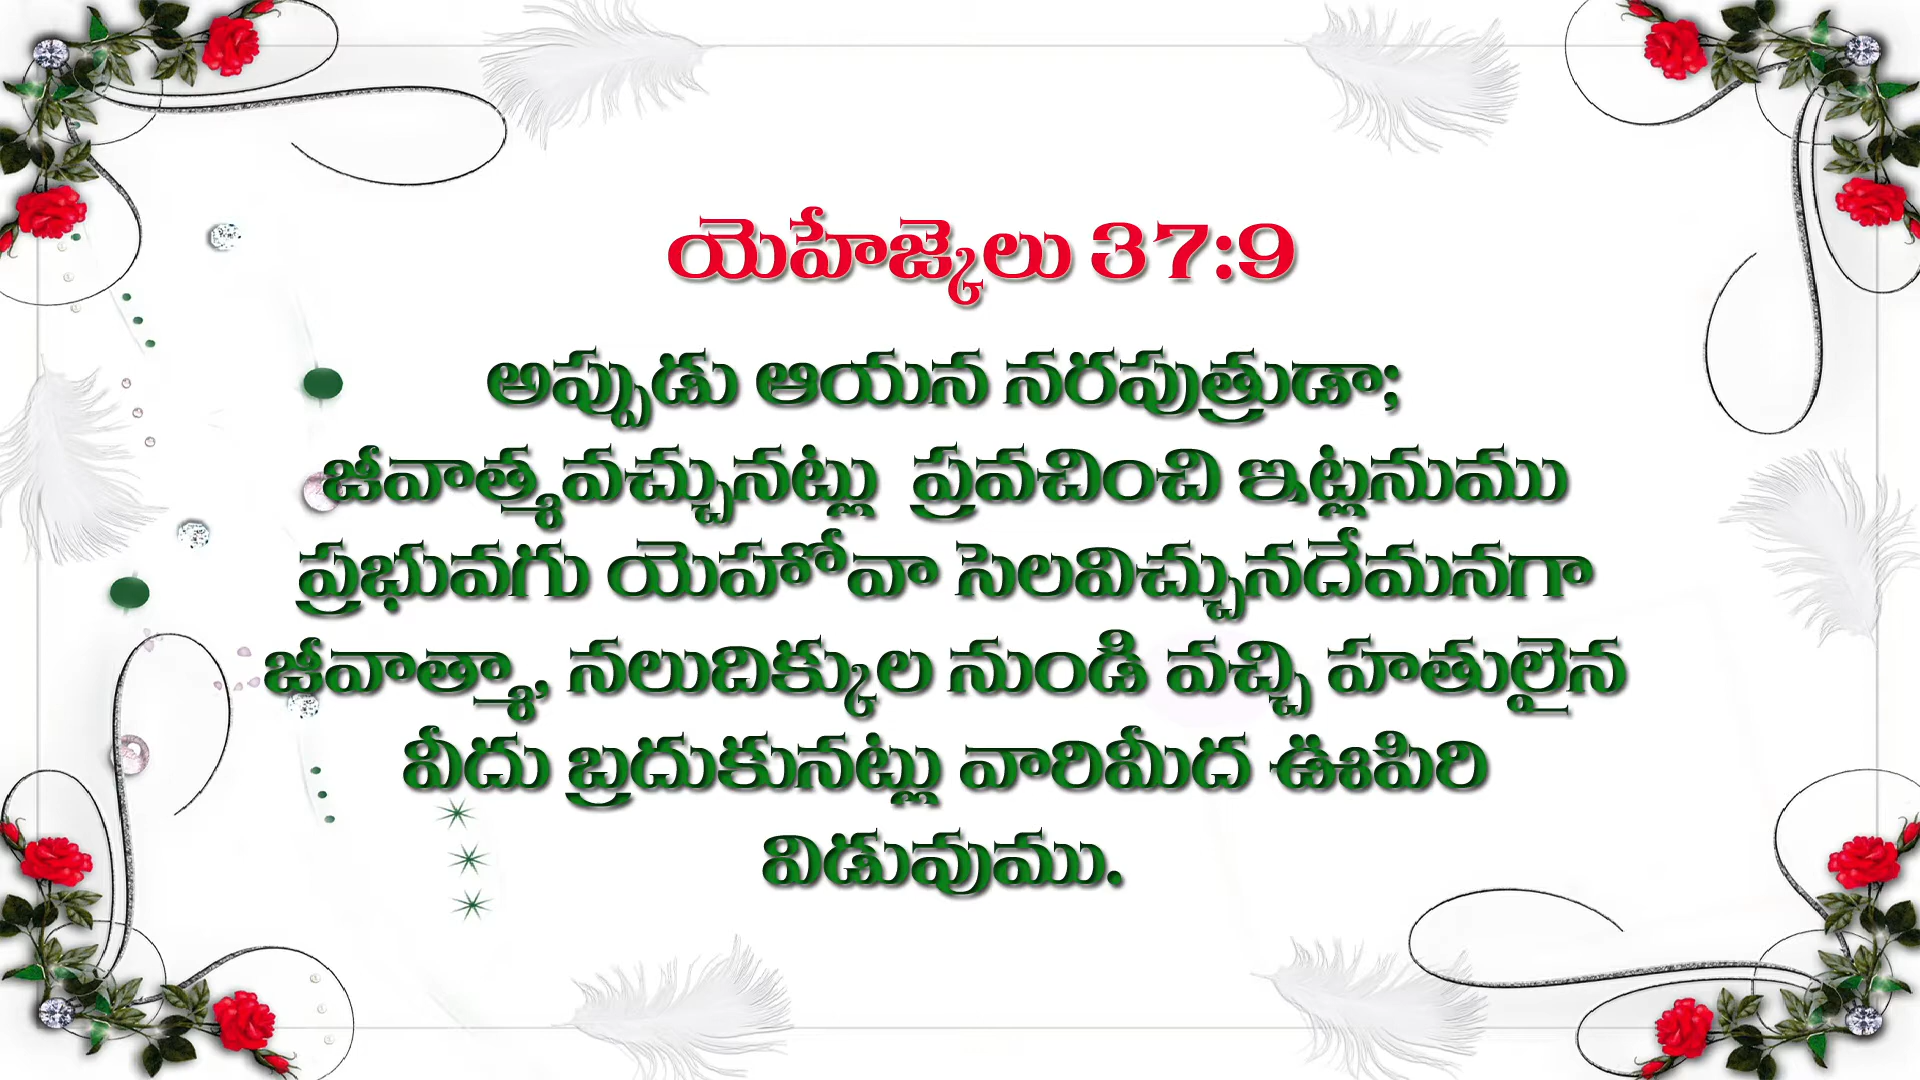 యెహేజ్కెలు 37:9
అప్పుడు ఆయన నరపుత్రుడా;
జీవాత్మవచ్చునట్లు ప్రవచించి ఇట్లనుము
ప్రభువగు యెహోవా సెలవిచ్చునదేమనగా
జీవాత్మా, నలుదిక్కుల నుండి వచ్చి హతులైన
వీదు బ్రదుకునట్లు వారిమీద ఊపిరి
విడువుము.